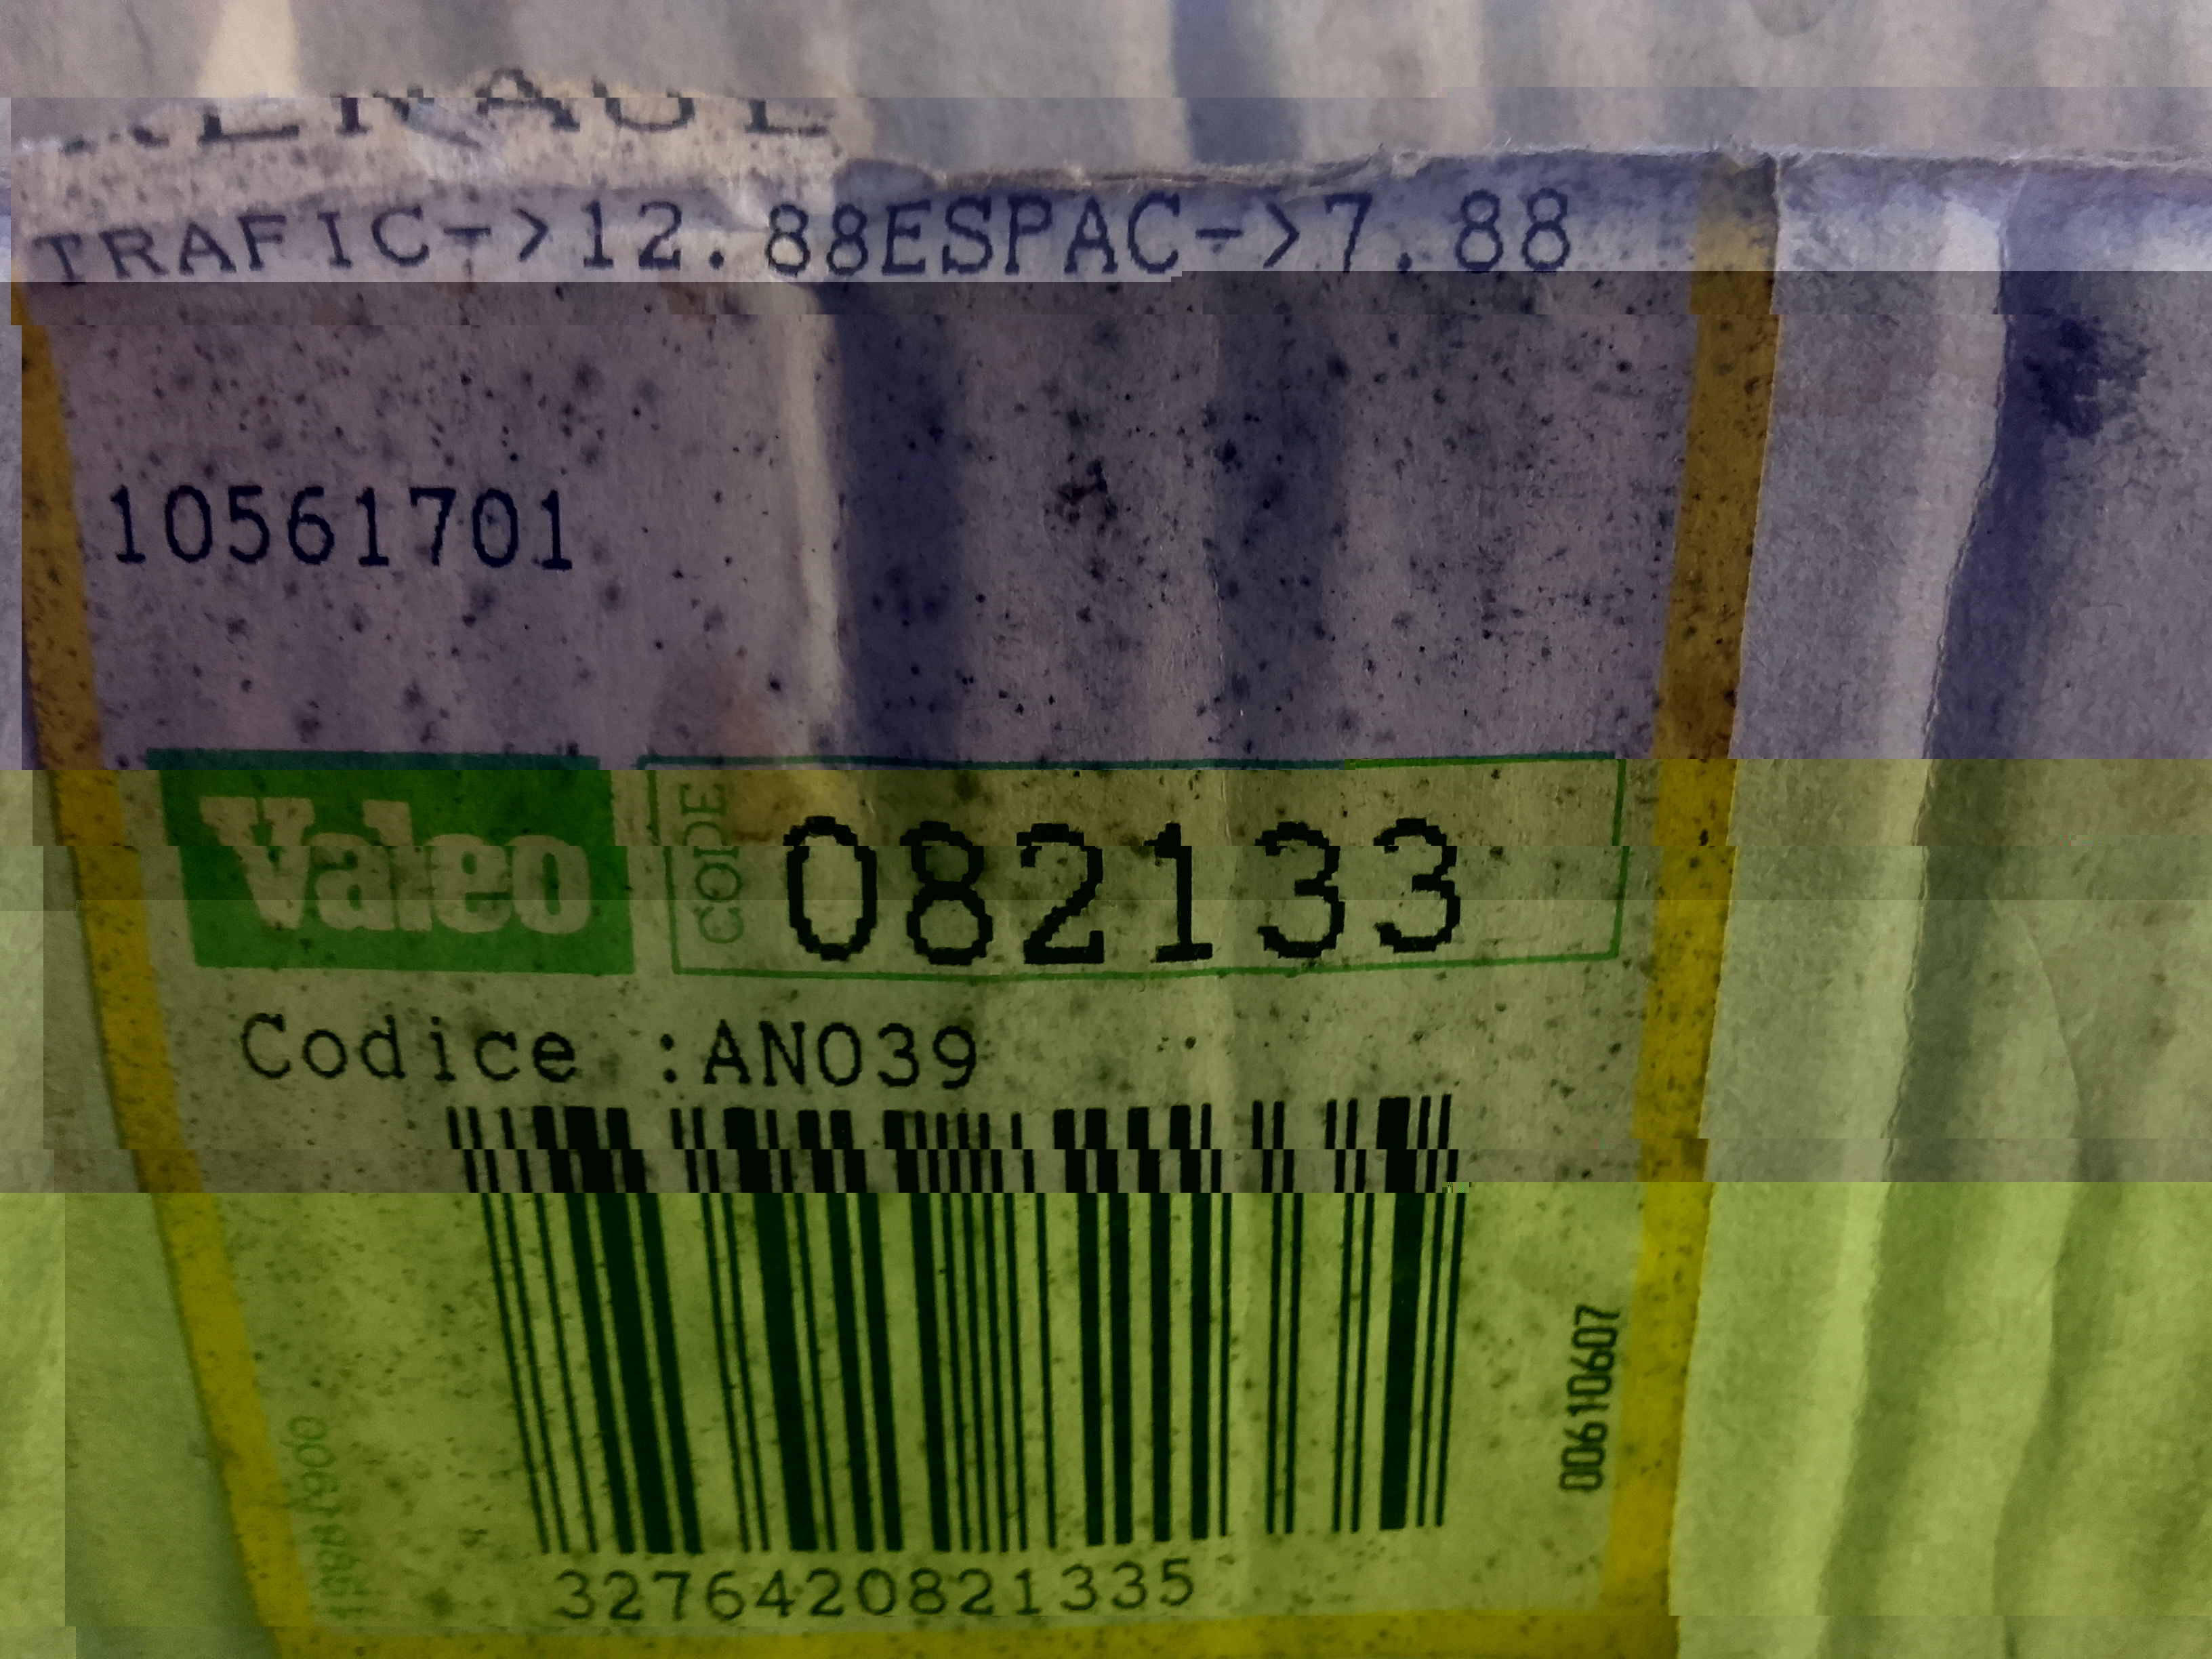 TRAFIC->12.88ESPAC->7.88
10561701
Valeo
CODE
082133
Codice :AN039
3276420821335
00610607